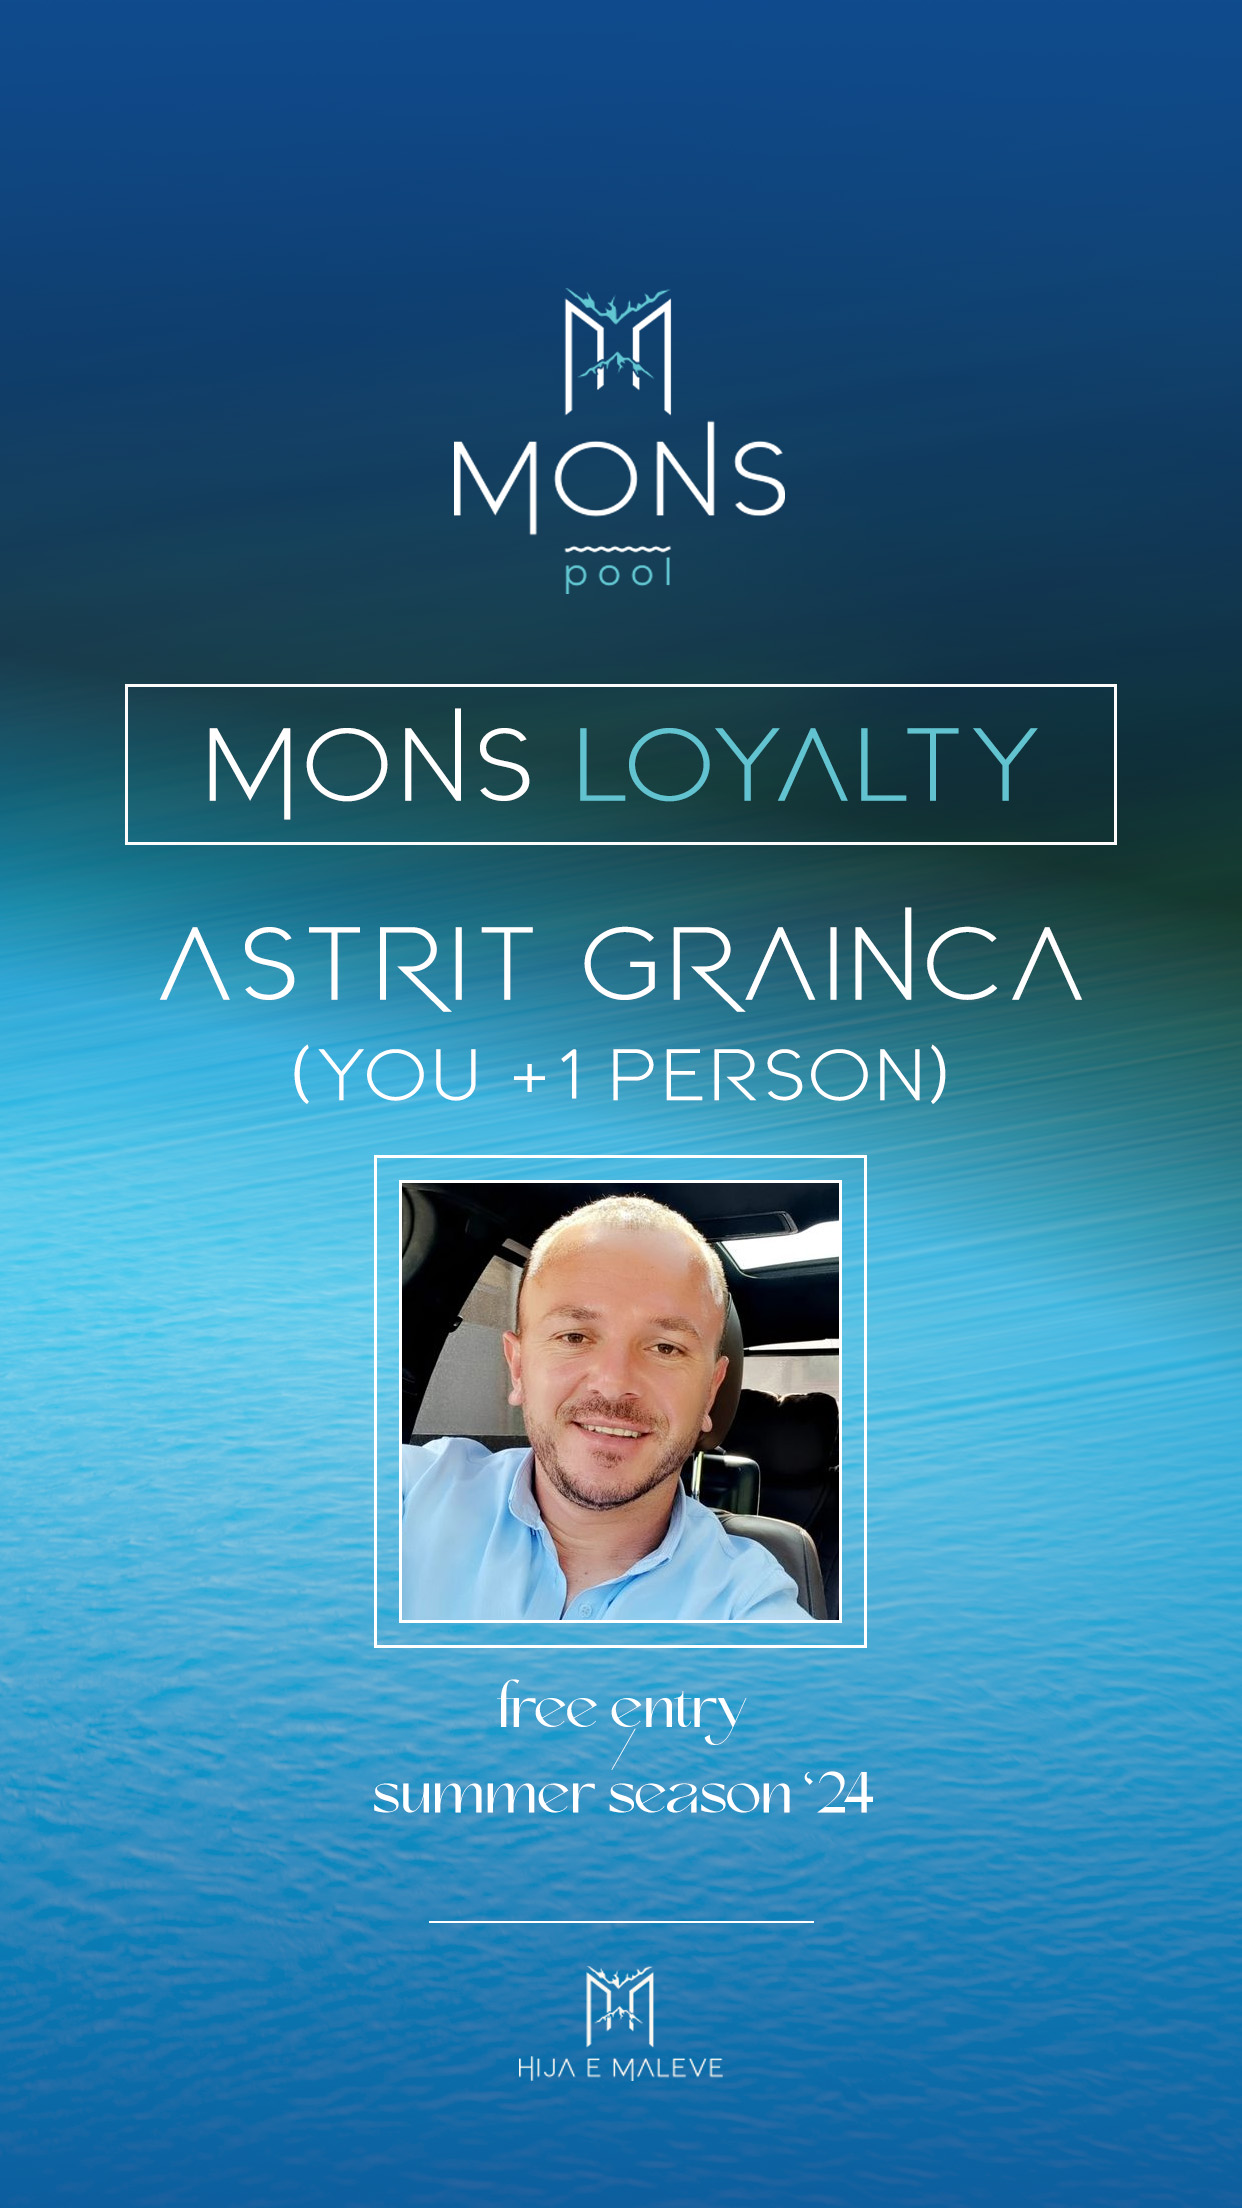 MONS
pool
MONS LOYALTY
ASTRIT GRAINCA
(YOU +1 PERSON)
free entry
summer season ‘24
HIJA E MALEVE